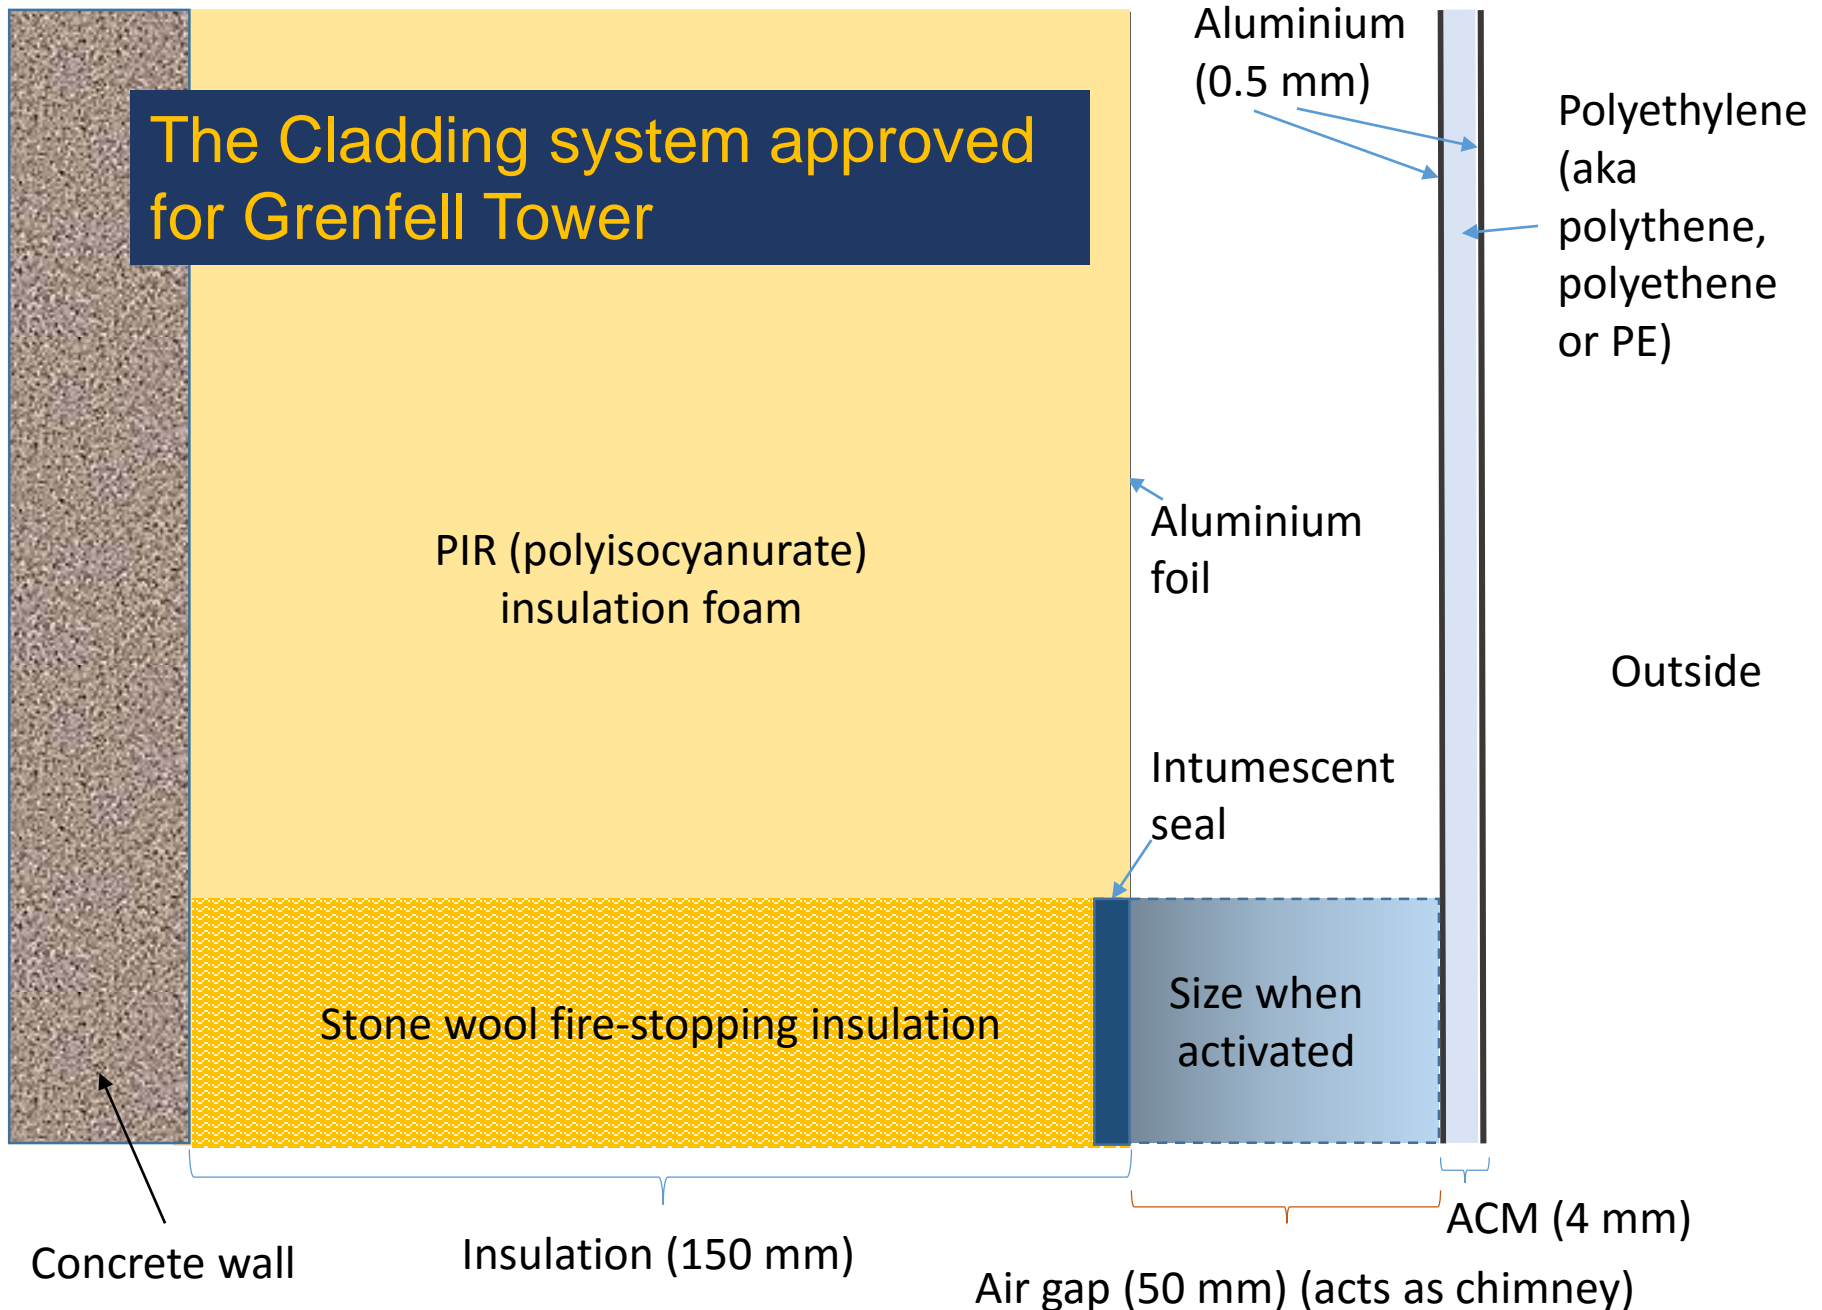 The Cladding system approved
for Grenfell Tower
Aluminium
(0.5 mm)
Polyethylene
(aka
polythene,
polyethene
or PE)
PIR (polyisocyanurate)
insulation foam
Aluminium
foil
Outside
Intumescent
seal
Stone wool fire-stopping insulation
Size when
activated
Concrete wall
Insulation (150 mm)
ACM (4 mm)
Air gap (50 mm) (acts as chimney)